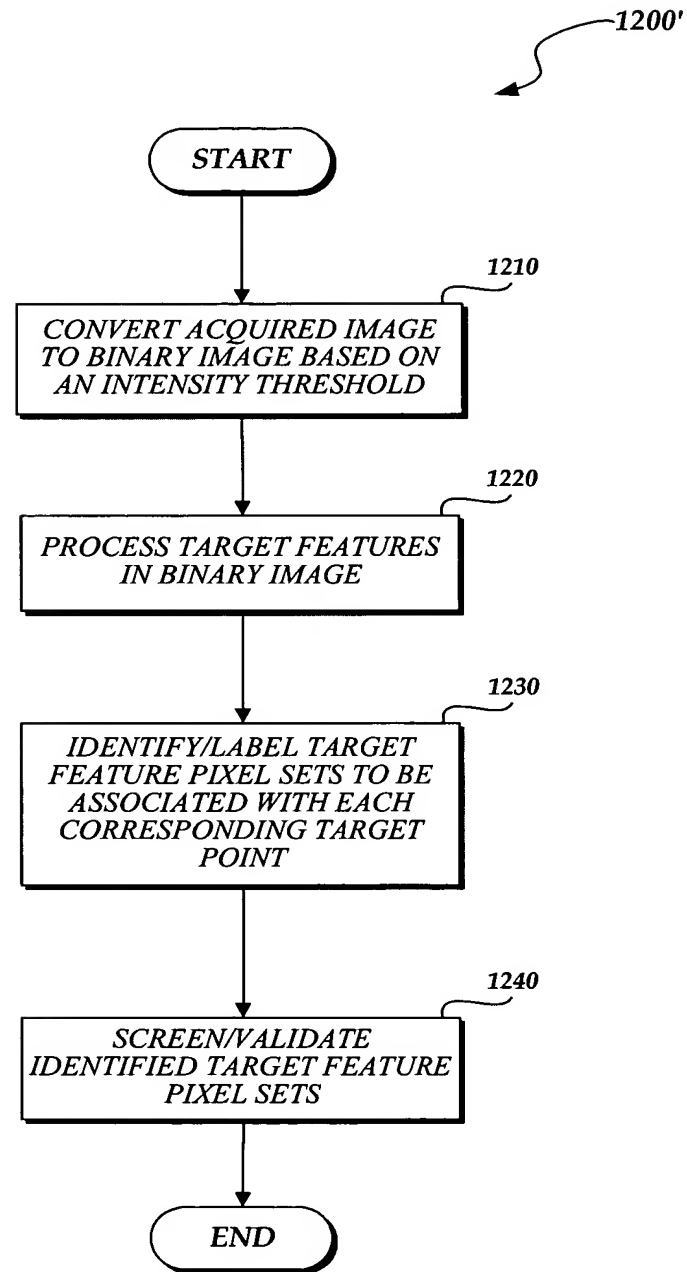 1200'
START
1210
CONVERT ACQUIRED IMAGE
TO BINARY IMAGE BASED ON
AN INTENSITY THRESHOLD
1220
PROCESS TARGET FEATURES
IN BINARY IMAGE
1230
IDENTIFY/LABEL TARGET
FEATURE PIXEL SETS TO BE
ASSOCIATED WITH EACH
CORRESPONDING TARGET
POINT
1240
SCREEN/VALIDATE
IDENTIFIED TARGET FEATURE
PIXEL SETS
END